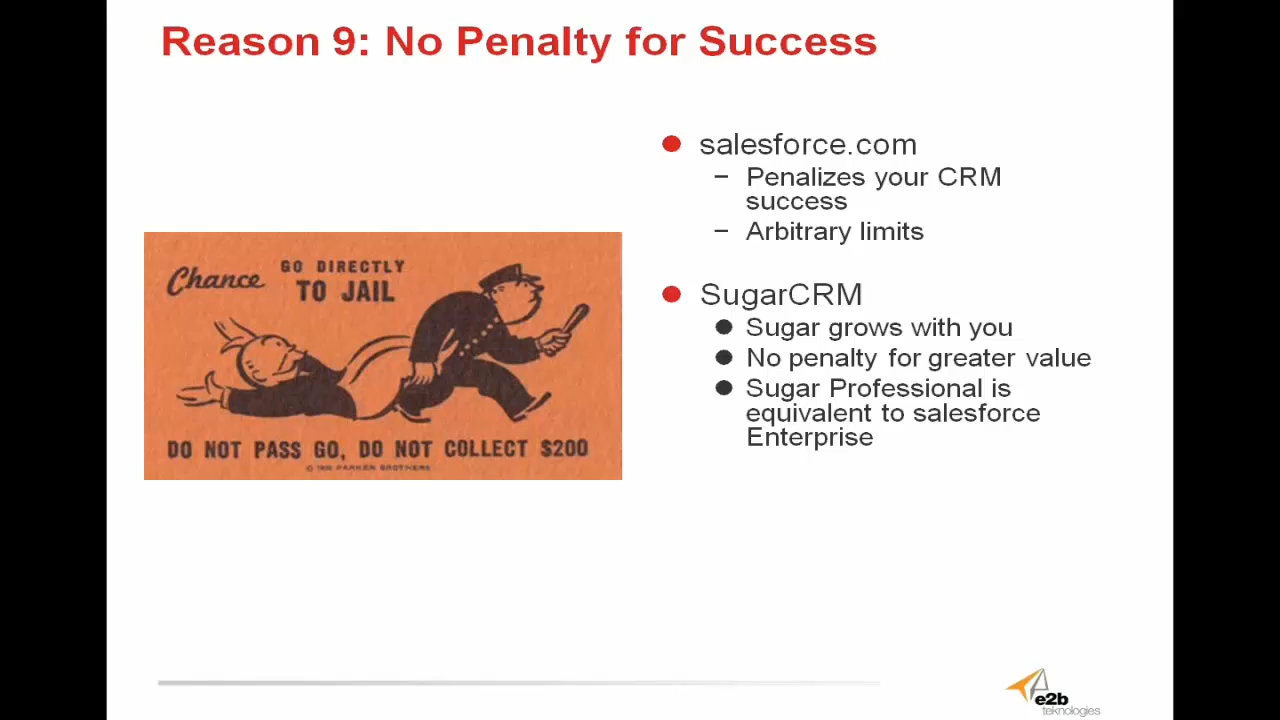 Reason 9: No Penalty for Success
salesforce.com
– Penalizes your CRM
success
– Arbitrary limits
SugarCRM
Sugar grows with you
No penalty for greater value
Sugar Professional is
equivalent to salesforce
Enterprise
Chance
GO DIRECTLY
TO JAIL
DO NOT PASS GO, DO NOT COLLECT $200
PARKER BROTHERS
e2b
teknologies